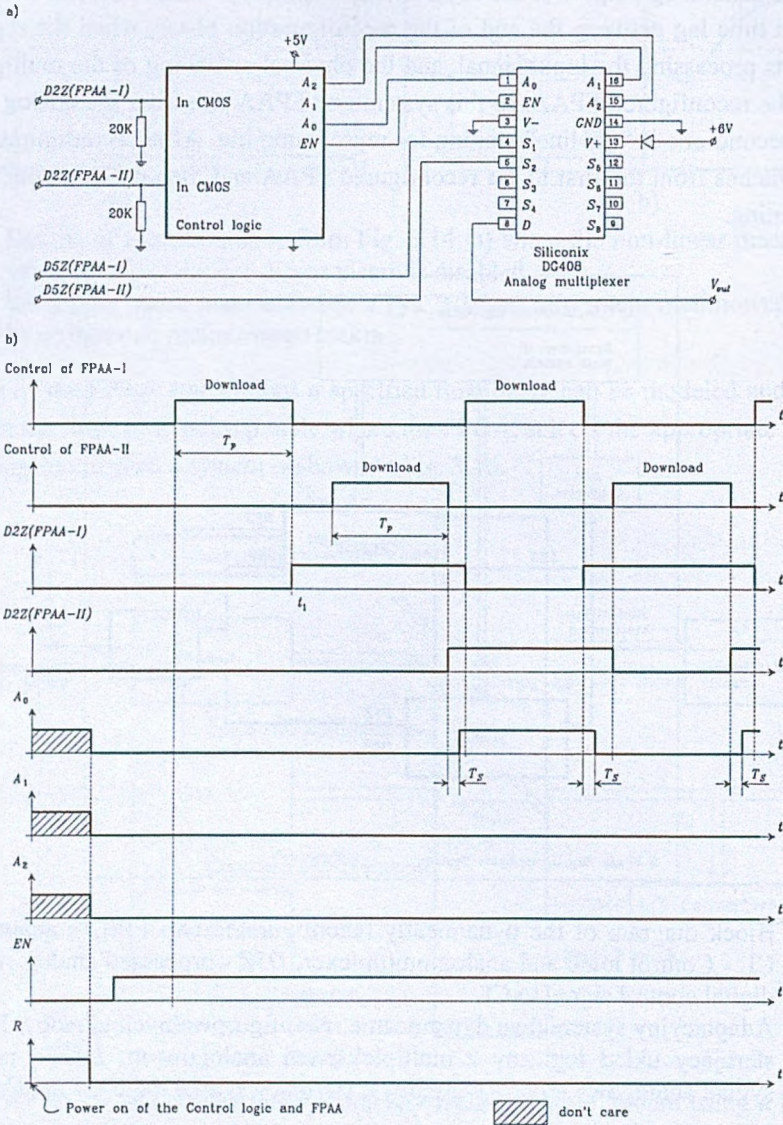 a)
+5V
D2Z(FPAA-I)
In CMOS
20K
D2Z(FPAA-II)
In CMOS
20K
Control logic
D5Z(FPAA-I)
D5Z(FPAA-II)
A2
A1
A0
EN
1 A0 A1 16
2 EN A2 15
3 V- GND 14
4 S1 V+ 13
5 S2 S5 12
6 S3 S6 11
7 S4 S7 10
8 D S8 9
+6V
Siliconix
DG408
Analog multiplexer
Vout
b)
Control of FPAA-I
Download
Download
t
Tp
Control of FPAA-II
Download
Download
t
Tp
D2Z(FPAA-I)
t1
t
D2Z(FPAA-II)
t
A0
t
TS
TS
TS
A1
t
A2
t
EN
t
R
t
Power on of the Control logic and FPAA
don't care